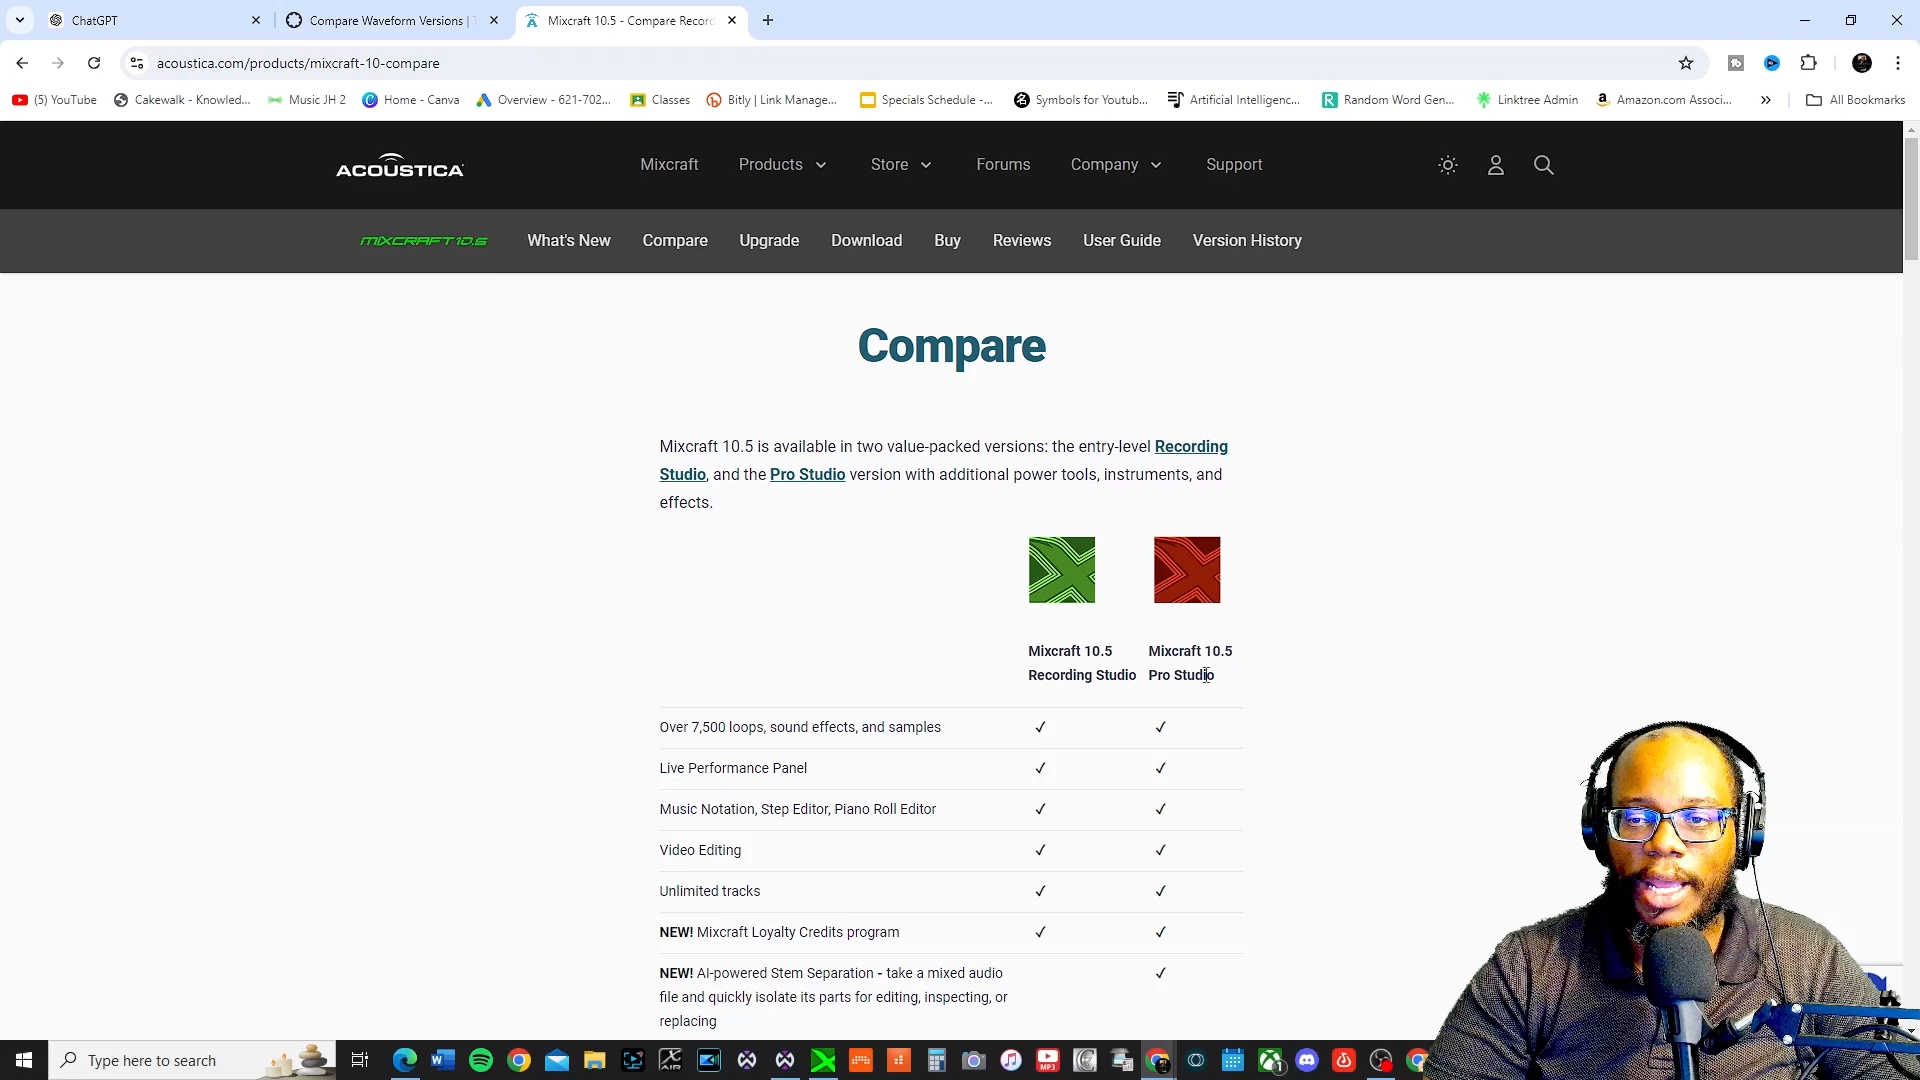 ChatGPT
Compare Waveform Versions | T
Mixcraft 10.5 - Compare Record
acoustica.com/products/mixcraft-10-compare
(5) YouTube
Cakewalk - Knowled...
Music JH 2
Home - Canva
Overview - 621-702...
Classes
Bitly | Link Manage...
Specials Schedule -...
Symbols for Youtub...
Artificial Intelligenc...
Random Word Gen...
Linktree Admin
Amazon.com Associ...
All Bookmarks
ACOUSTICA
Mixcraft
Products
Store
Forums
Company
Support
MIXCRAFT 10.5
What's New
Compare
Upgrade
Download
Buy
Reviews
User Guide
Version History
Compare
Mixcraft 10.5 is available in two value-packed versions: the entry-level Recording
Studio, and the Pro Studio version with additional power tools, instruments, and
effects.
Mixcraft 10.5 Mixcraft 10.5
Recording Studio Pro Studio
Over 7,500 loops, sound effects, and samples ✓ ✓
Live Performance Panel ✓ ✓
Music Notation, Step Editor, Piano Roll Editor ✓ ✓
Video Editing ✓ ✓
Unlimited tracks ✓ ✓
NEW! Mixcraft Loyalty Credits program ✓ ✓
NEW! AI-powered Stem Separation - take a mixed audio ✓
file and quickly isolate its parts for editing, inspecting, or
replacing
Type here to search
AIR
MP3